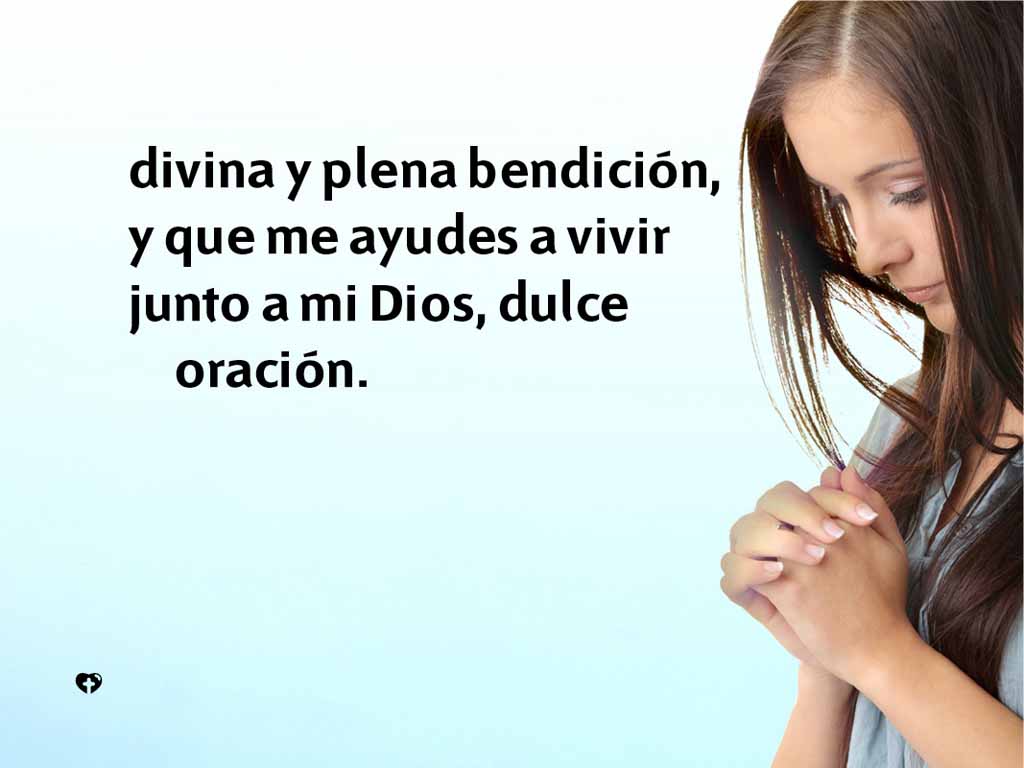 divina y plena bendición,
y que me ayudes a vivir
junto a mi Dios, dulce
oración.